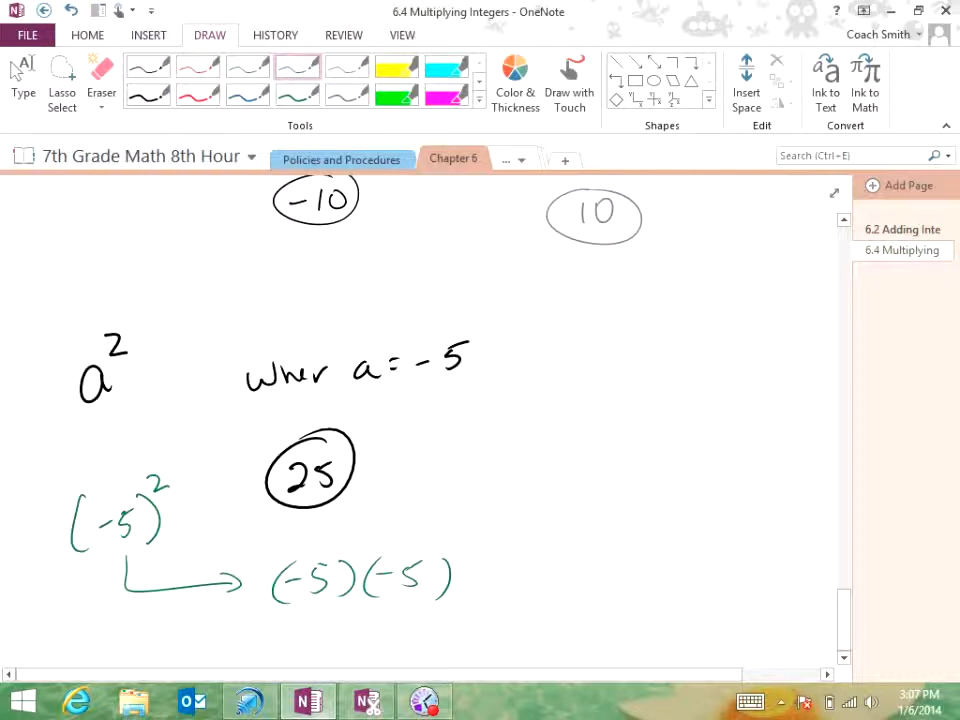 6.4 Multiplying Integers - OneNote
?
Coach Smith
FILE HOME INSERT DRAW HISTORY REVIEW VIEW
Type
Lasso Select
Eraser
Color & Thickness
Draw with Touch
Insert Space
Ink to Text
Ink to Math
Tools
Shapes
Edit
Convert
7th Grade Math 8th Hour
Policies and Procedures
Chapter 6
...
+
Search (Ctrl+E)
Add Page
6.2 Adding Inte
6.4 Multiplying
-10
10
a²
wher a = -5
25
(-5)²
(-5)(-5)
3:07 PM
1/6/2014